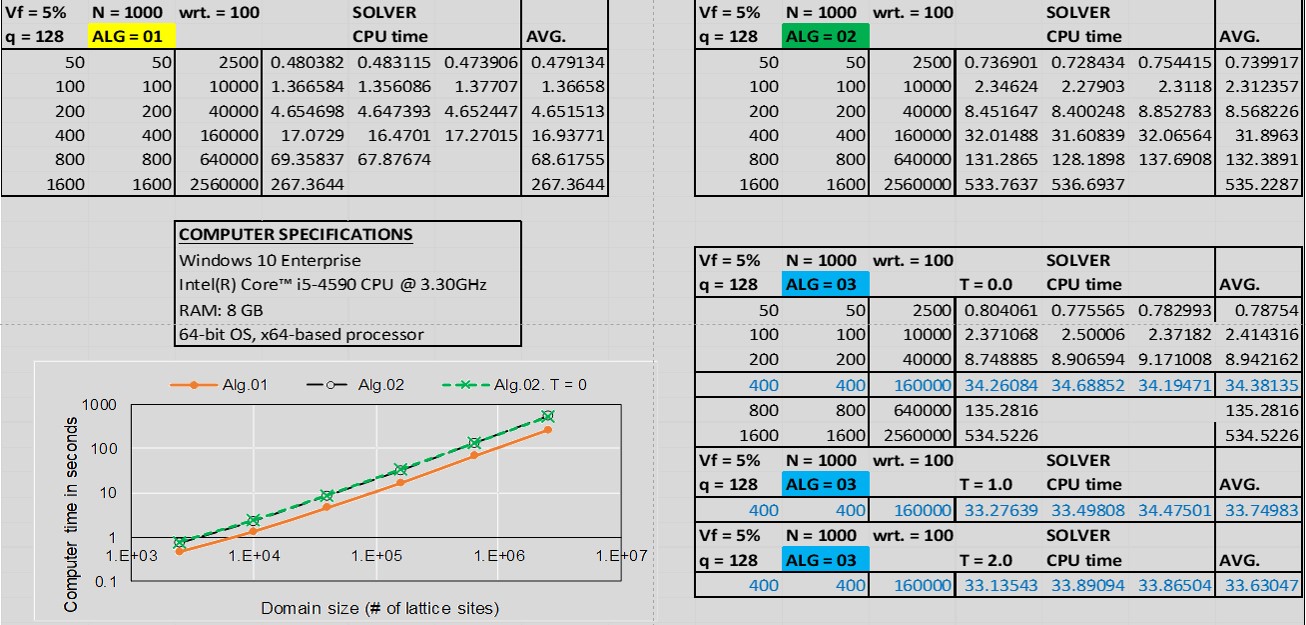 Vf = 5% N = 1000 wrt. = 100 SOLVER
q = 128 ALG = 01 CPU time AVG.
50 50 2500 0.480382 0.483115 0.473906 0.479134
100 100 10000 1.366584 1.356086 1.37707 1.36658
200 200 40000 4.654698 4.647393 4.652447 4.651513
400 400 160000 17.0729 16.4701 17.27015 16.93771
800 800 640000 69.35837 67.87674 68.61755
1600 1600 2560000 267.3644 267.3644
Vf = 5% N = 1000 wrt. = 100 SOLVER
q = 128 ALG = 02 CPU time AVG.
50 50 2500 0.736901 0.728434 0.754415 0.739917
100 100 10000 2.34624 2.27903 2.3118 2.312357
200 200 40000 8.451647 8.400248 8.852783 8.568226
400 400 160000 32.01488 31.60839 32.06564 31.8963
800 800 640000 131.2865 128.1898 137.6908 132.3891
1600 1600 2560000 533.7637 536.6937 535.2287
COMPUTER SPECIFICATIONS
Windows 10 Enterprise
Intel(R) Core™ i5-4590 CPU @ 3.30GHz
RAM: 8 GB
64-bit OS, x64-based processor
Vf = 5% N = 1000 wrt. = 100 SOLVER
q = 128 ALG = 03 T = 0.0 CPU time AVG.
50 50 2500 0.804061 0.775565 0.782993 0.78754
100 100 10000 2.371068 2.50006 2.37182 2.414316
200 200 40000 8.748885 8.906594 9.171008 8.942162
400 400 160000 34.26084 34.68852 34.19471 34.38135
800 800 640000 135.2816 135.2816
1600 1600 2560000 534.5226 534.5226
Vf = 5% N = 1000 wrt. = 100 SOLVER
q = 128 ALG = 03 T = 1.0 CPU time AVG.
400 400 160000 33.27639 33.49808 34.47501 33.74983
Vf = 5% N = 1000 wrt. = 100 SOLVER
q = 128 ALG = 03 T = 2.0 CPU time AVG.
400 400 160000 33.13543 33.89094 33.86504 33.63047
Alg.01 Alg.02 Alg.02. T = 0
Computer time in seconds
1000
100
10
1
0.1
1.E+03 1.E+04 1.E+05 1.E+06 1.E+07
Domain size (# of lattice sites)